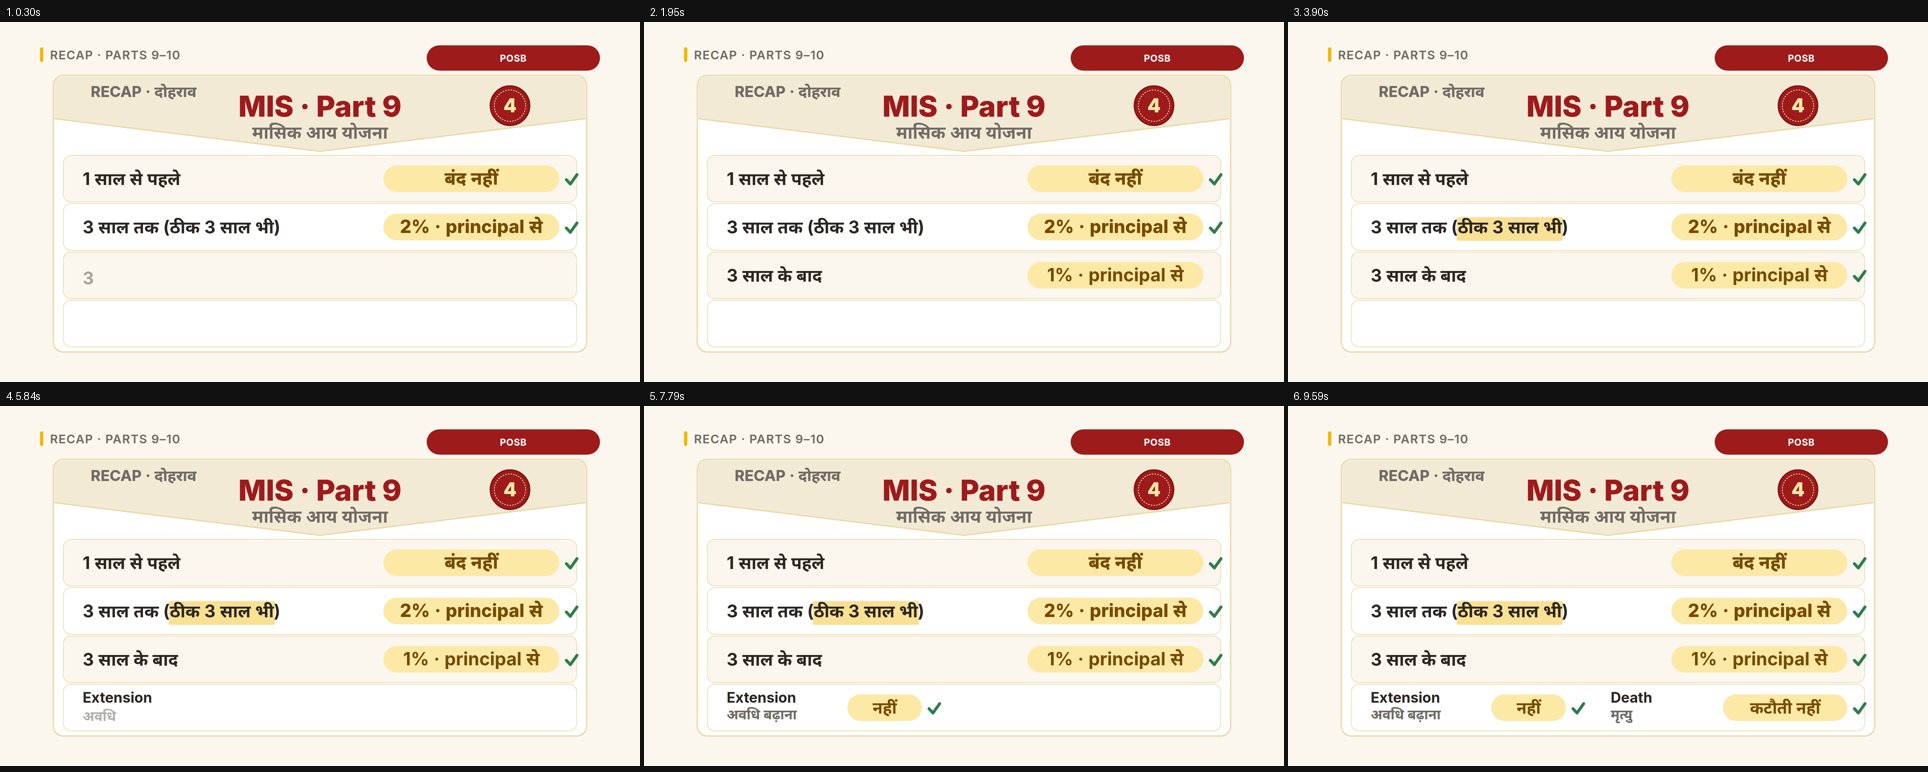 1. 0.30s
RECAP · PARTS 9–10
POSB
RECAP · दोहराव
MIS · Part 9
4
मासिक आय योजना
1 साल से पहले बंद नहीं
3 साल तक (ठीक 3 साल भी) 2% · principal से
3
2. 1.95s
RECAP · PARTS 9–10
POSB
RECAP · दोहराव
MIS · Part 9
4
मासिक आय योजना
1 साल से पहले बंद नहीं
3 साल तक (ठीक 3 साल भी) 2% · principal से
3 साल के बाद 1% · principal से
3. 3.90s
RECAP · PARTS 9–10
POSB
RECAP · दोहराव
MIS · Part 9
4
मासिक आय योजना
1 साल से पहले बंद नहीं
3 साल तक (ठीक 3 साल भी) 2% · principal से
3 साल के बाद 1% · principal से
4. 5.84s
RECAP · PARTS 9–10
POSB
RECAP · दोहराव
MIS · Part 9
4
मासिक आय योजना
1 साल से पहले बंद नहीं
3 साल तक (ठीक 3 साल भी) 2% · principal से
3 साल के बाद 1% · principal से
Extension
अवधि
5. 7.79s
RECAP · PARTS 9–10
POSB
RECAP · दोहराव
MIS · Part 9
4
मासिक आय योजना
1 साल से पहले बंद नहीं
3 साल तक (ठीक 3 साल भी) 2% · principal से
3 साल के बाद 1% · principal से
Extension
अवधि बढ़ाना
नहीं
6. 9.59s
RECAP · PARTS 9–10
POSB
RECAP · दोहराव
MIS · Part 9
4
मासिक आय योजना
1 साल से पहले बंद नहीं
3 साल तक (ठीक 3 साल भी) 2% · principal से
3 साल के बाद 1% · principal से
Extension
अवधि बढ़ाना
नहीं
Death
मृत्यु
कटौती नहीं